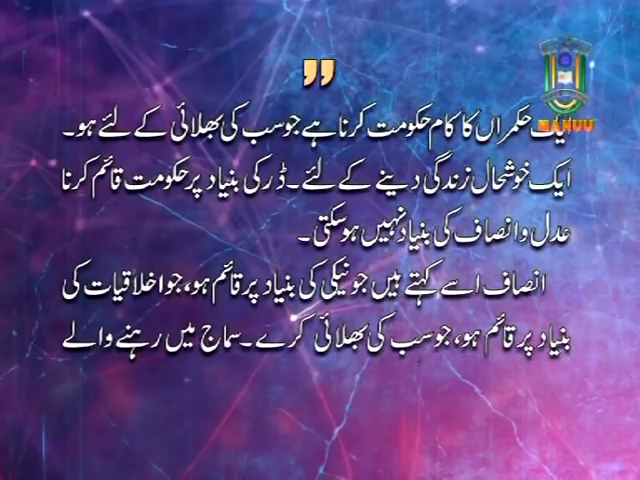 ”
ایک حکمراں کا کام حکومت کرنا ہے جو سب کی بھلائی کے لئے ہو۔
ایک خوشحال زندگی دینے کے لئے۔ ڈر کی بنیاد پر حکومت قائم کرنا
عدل وانصاف کی بنیاد نہیں ہوسکتی۔
انصاف اسے کہتے ہیں جو نیکی کی بنیاد پر قائم ہو، جو اخلاقیات کی
بنیاد پر قائم ہو، جو سب کی بھلائی کرے۔ سماج میں رہنے والے
MANUU